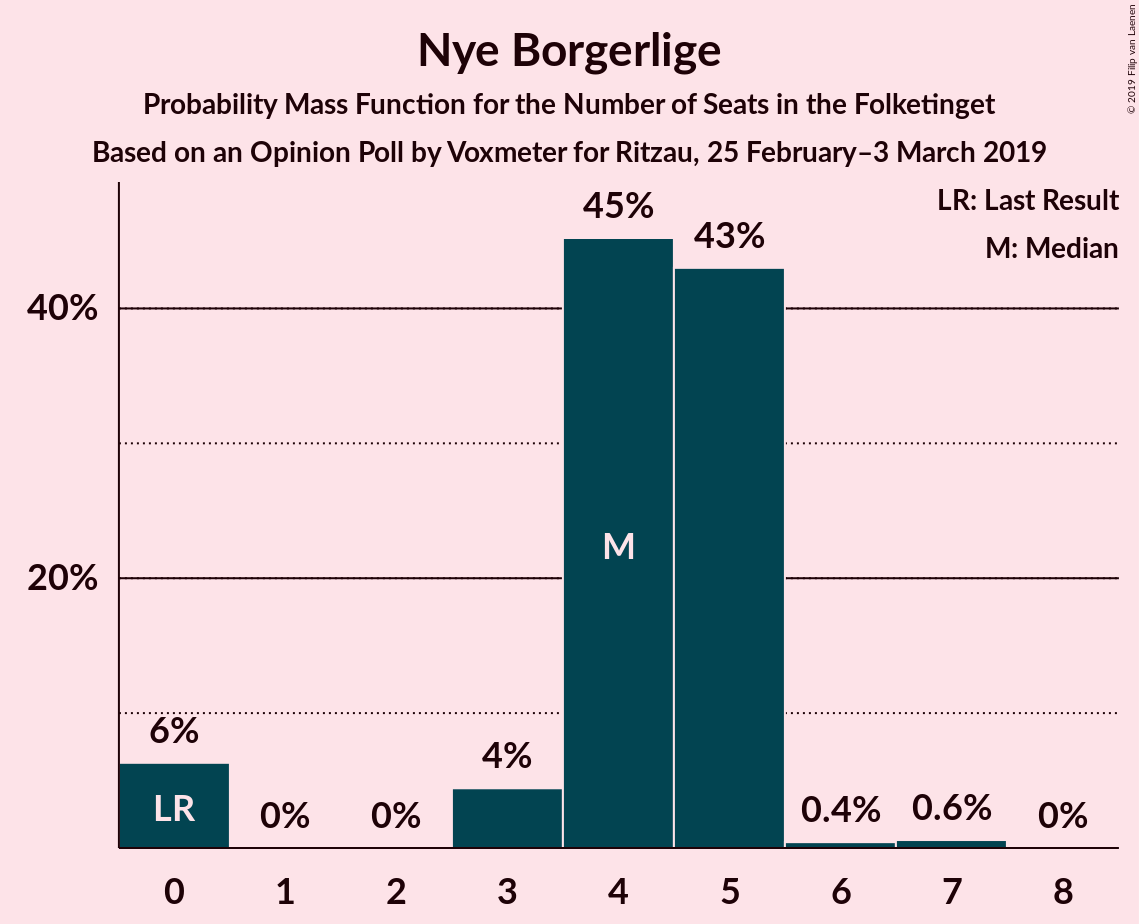 Nye Borgerlige
Probability Mass Function for the Number of Seats in the Folketinget
Based on an Opinion Poll by Voxmeter for Ritzau, 25 February–3 March 2019
© 2019 Filip van Laenen
LR: Last Result
M: Median
45%
43%
40%
M
20%
6%
4%
LR
0%
0%
0.4%
0.6%
0%
0 1 2 3 4 5 6 7 8